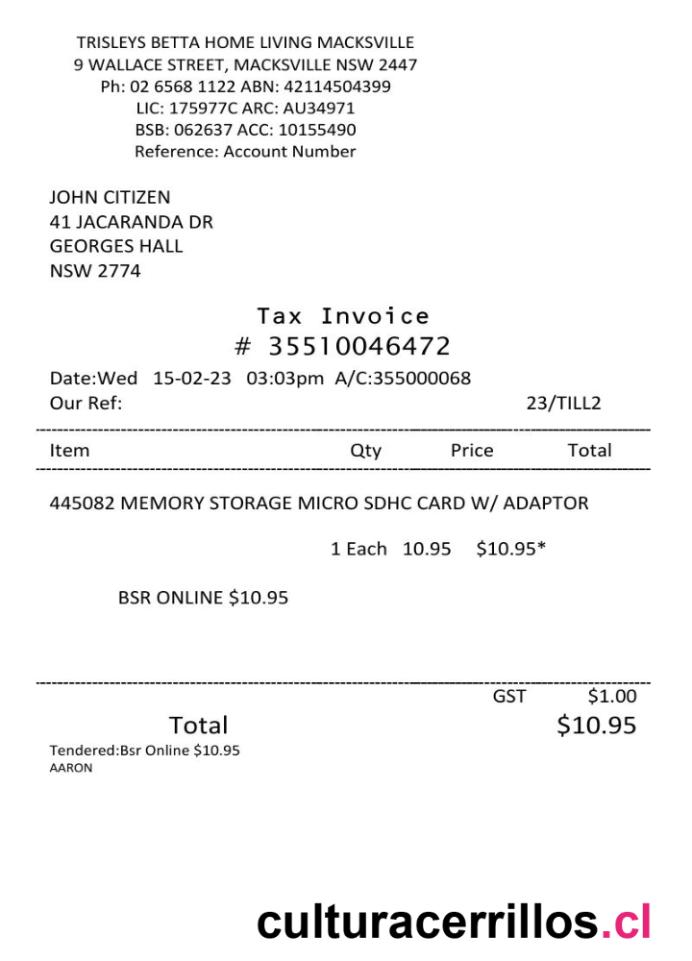 TRISLEYS BETTA HOME LIVING MACKSVILLE
9 WALLACE STREET, MACKSVILLE NSW 2447
Ph: 02 6568 1122 ABN: 42114504399
LIC: 175977C ARC: AU34971
BSB: 062637 ACC: 10155490
Reference: Account Number
JOHN CITIZEN
41 JACARANDA DR
GEORGES HALL
NSW 2774
Tax Invoice
# 35510046472
Date:Wed 15-02-23 03:03pm A/C:355000068
Our Ref: 23/TILL2
Item Qty Price Total
445082 MEMORY STORAGE MICRO SDHC CARD W/ ADAPTOR
1 Each 10.95 $10.95*
BSR ONLINE $10.95
GST $1.00
Total $10.95
Tendered:Bsr Online $10.95
AARON
culturacerrillos.cl